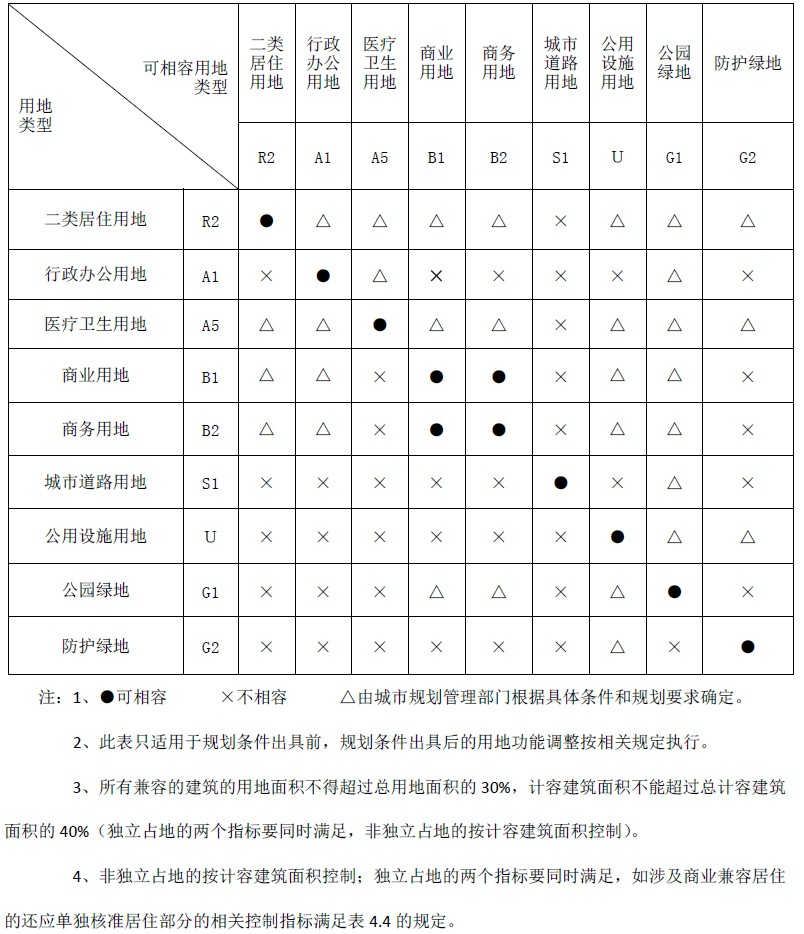 可相容用地
类型
用地
类型
二类
居住
用地
行政
办公
用地
医疗
卫生
用地
商业
用地
商务
用地
城市
道路
用地
公用
设施
用地
公园
绿地
防护绿地
R2 A1 A5 B1 B2 S1 U G1 G2
二类居住用地 R2 ● △ △ △ △ × △ △ △
行政办公用地 A1 × ● △ × × × × △ ×
医疗卫生用地 A5 △ △ ● △ △ × △ △ △
商业用地 B1 △ △ × ● ● × △ △ ×
商务用地 B2 △ △ × ● ● × △ △ ×
城市道路用地 S1 × × × × × ● × △ ×
公用设施用地 U × × × × × × ● △ △
公园绿地 G1 × × × △ △ × △ ● ×
防护绿地 G2 × × × × × × △ × ●
注：1、●可相容 ×不相容 △由城市规划管理部门根据具体条件和规划要求确定。
2、此表只适用于规划条件出具前，规划条件出具后的用地功能调整按相关规定执行。
3、所有兼容的建筑的用地面积不得超过总用地面积的 30%，计容建筑面积不能超过总计容建筑
面积的 40%（独立占地的两个指标要同时满足，非独立占地的按计容建筑面积控制）。
4、非独立占地的按计容建筑面积控制；独立占地的两个指标要同时满足，如涉及商业兼容居住
的还应单独核准居住部分的相关控制指标满足表 4.4 的规定。